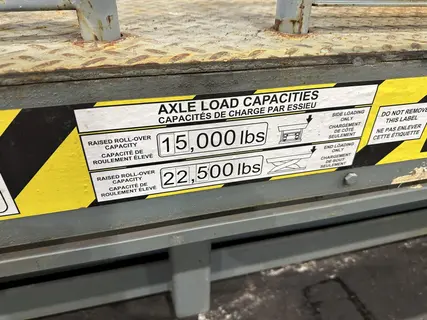 AXLE LOAD CAPACITIES
CAPACITÉS DE CHARGE PAR ESSIEU
RAISED ROLL-OVER
CAPACITY
CAPACITÉ DE
ROULEMENT ÉLEVÉ
15,000 lbs
SIDE LOADING
ONLY
CHARGEMENT
DE CÔTÉ
SEULEMENT
RAISED ROLL-OVER
CAPACITY
CAPACITÉ DE
ROULEMENT ÉLEVÉ
22,500 lbs
END LOADING
ONLY
CHARGEMENT
DE BOUT
SEULEMENT
DO NOT REMOVE
THIS LABEL
NE PAS ENLEVER
CETTE ÉTIQUETTE